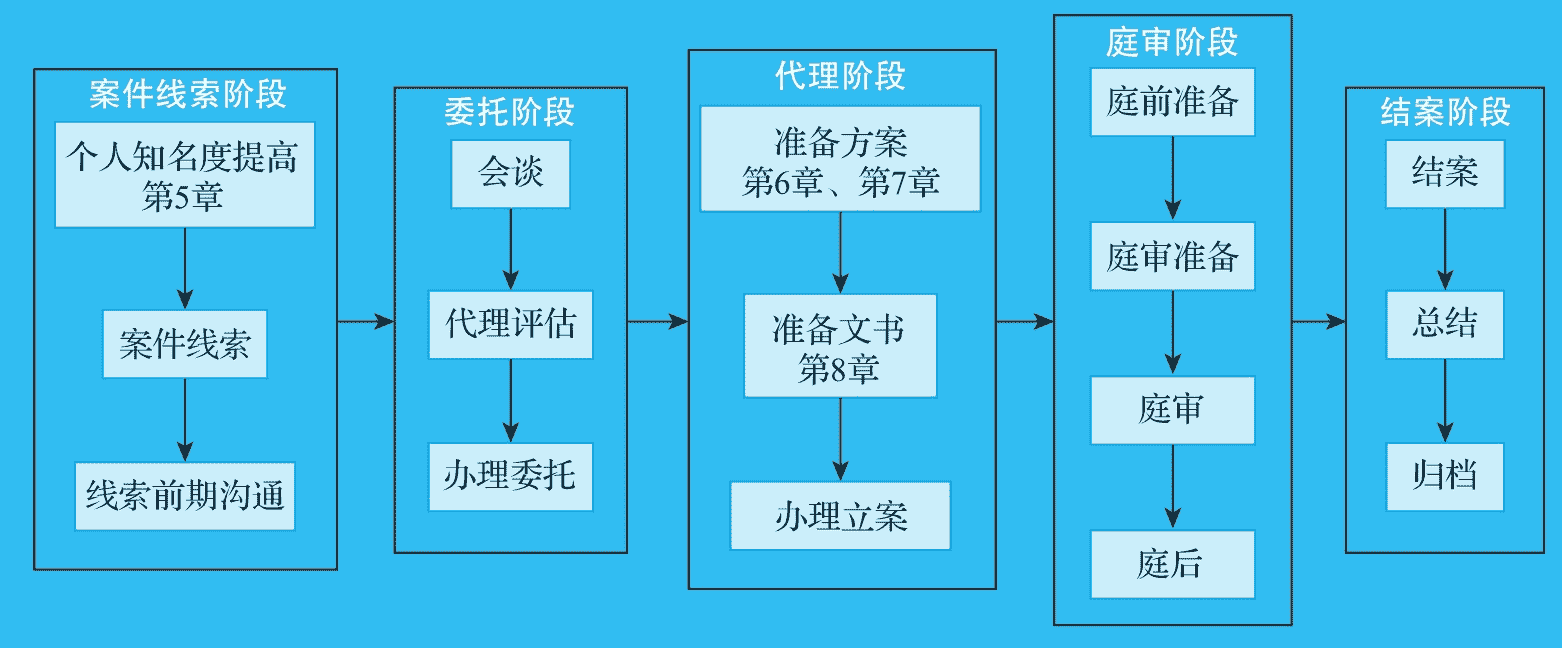 案件线索阶段
个人知名度提高
第5章
案件线索
线索前期沟通
委托阶段
会谈
代理评估
办理委托
代理阶段
准备方案
第6章、第7章
准备文书
第8章
办理立案
庭审阶段
庭前准备
庭审准备
庭审
庭后
结案阶段
结案
总结
归档